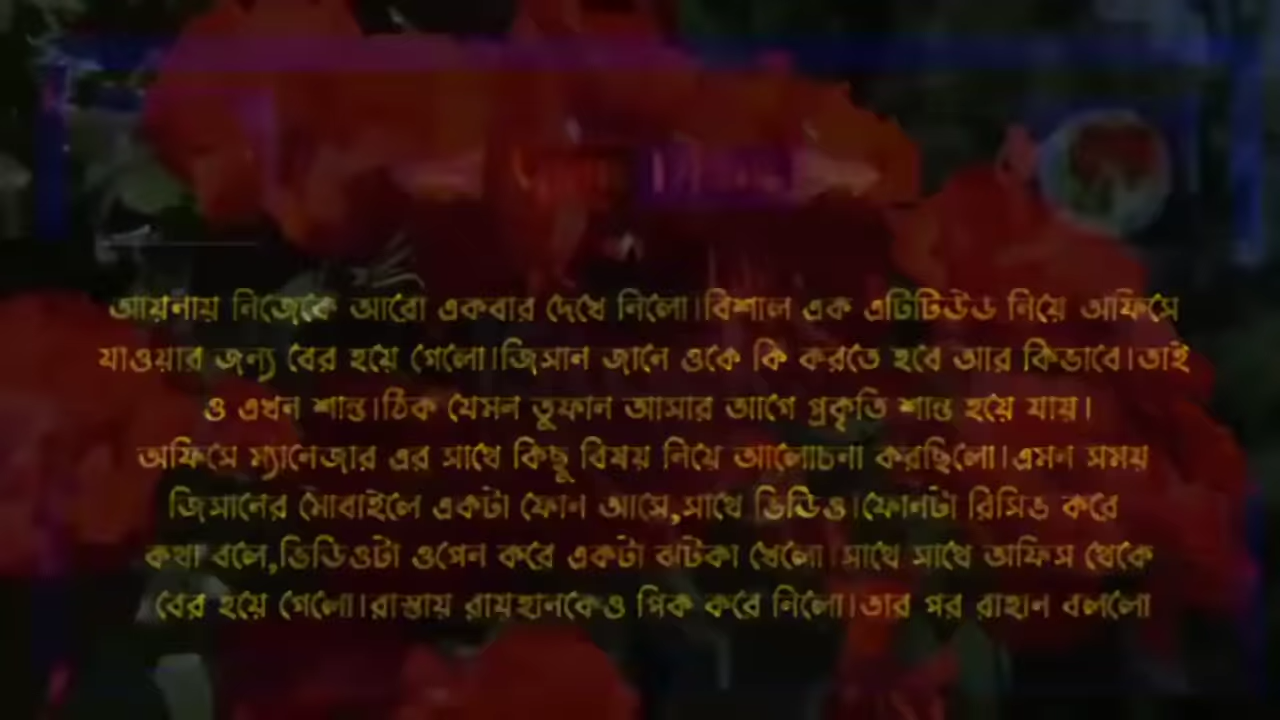 আয়নায় নিজেকে আরো একবার দেখে নিলো।বিশাল এক এটিটিউড নিয়ে অফিসে
যাওয়ার জন্য বের হয়ে গেলো।জিসান জানে ওকে কি করতে হবে আর কিভাবে।তাই
ও এখন শান্ত।ঠিক যেমন তুফান আসার আগে প্রকৃতি শান্ত হয়ে যায়।
অফিসে ম্যানেজার এর সাথে কিছু বিষয় নিয়ে আলোচনা করছিলো।এমন সময়
জিসানের মোবাইলে একটা ফোন আসে,সাথে ভিডিও।ফোনটা রিসিভ করে
কথা বলে,ভিডিওটা ওপেন করে একটা ঝটকা খেলো।সাথে সাথে অফিস থেকে
বের হয়ে গেলো।রাস্তায় রায়হানকেও পিক করে নিলো।তার পর রাহান বললো